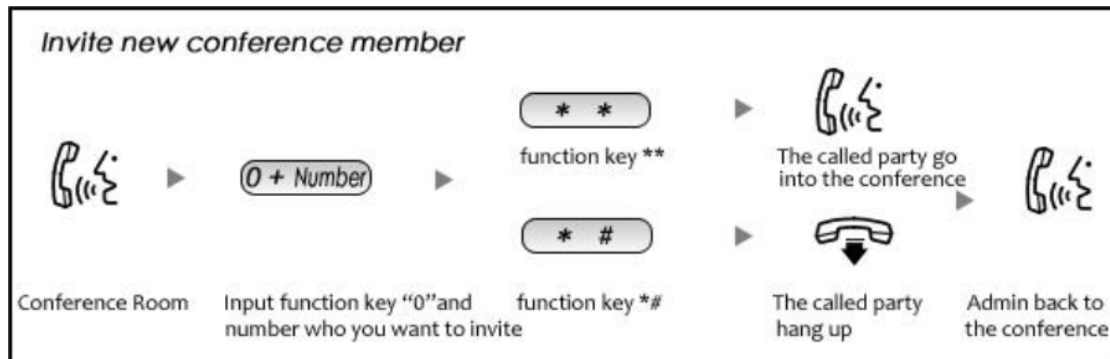 Invite new conference member
* *
function key **
The called party go
into the conference
0 + Number
* #
Conference Room
Input function key “0”and
number who you want to invite
function key *#
The called party
hang up
Admin back to
the conference